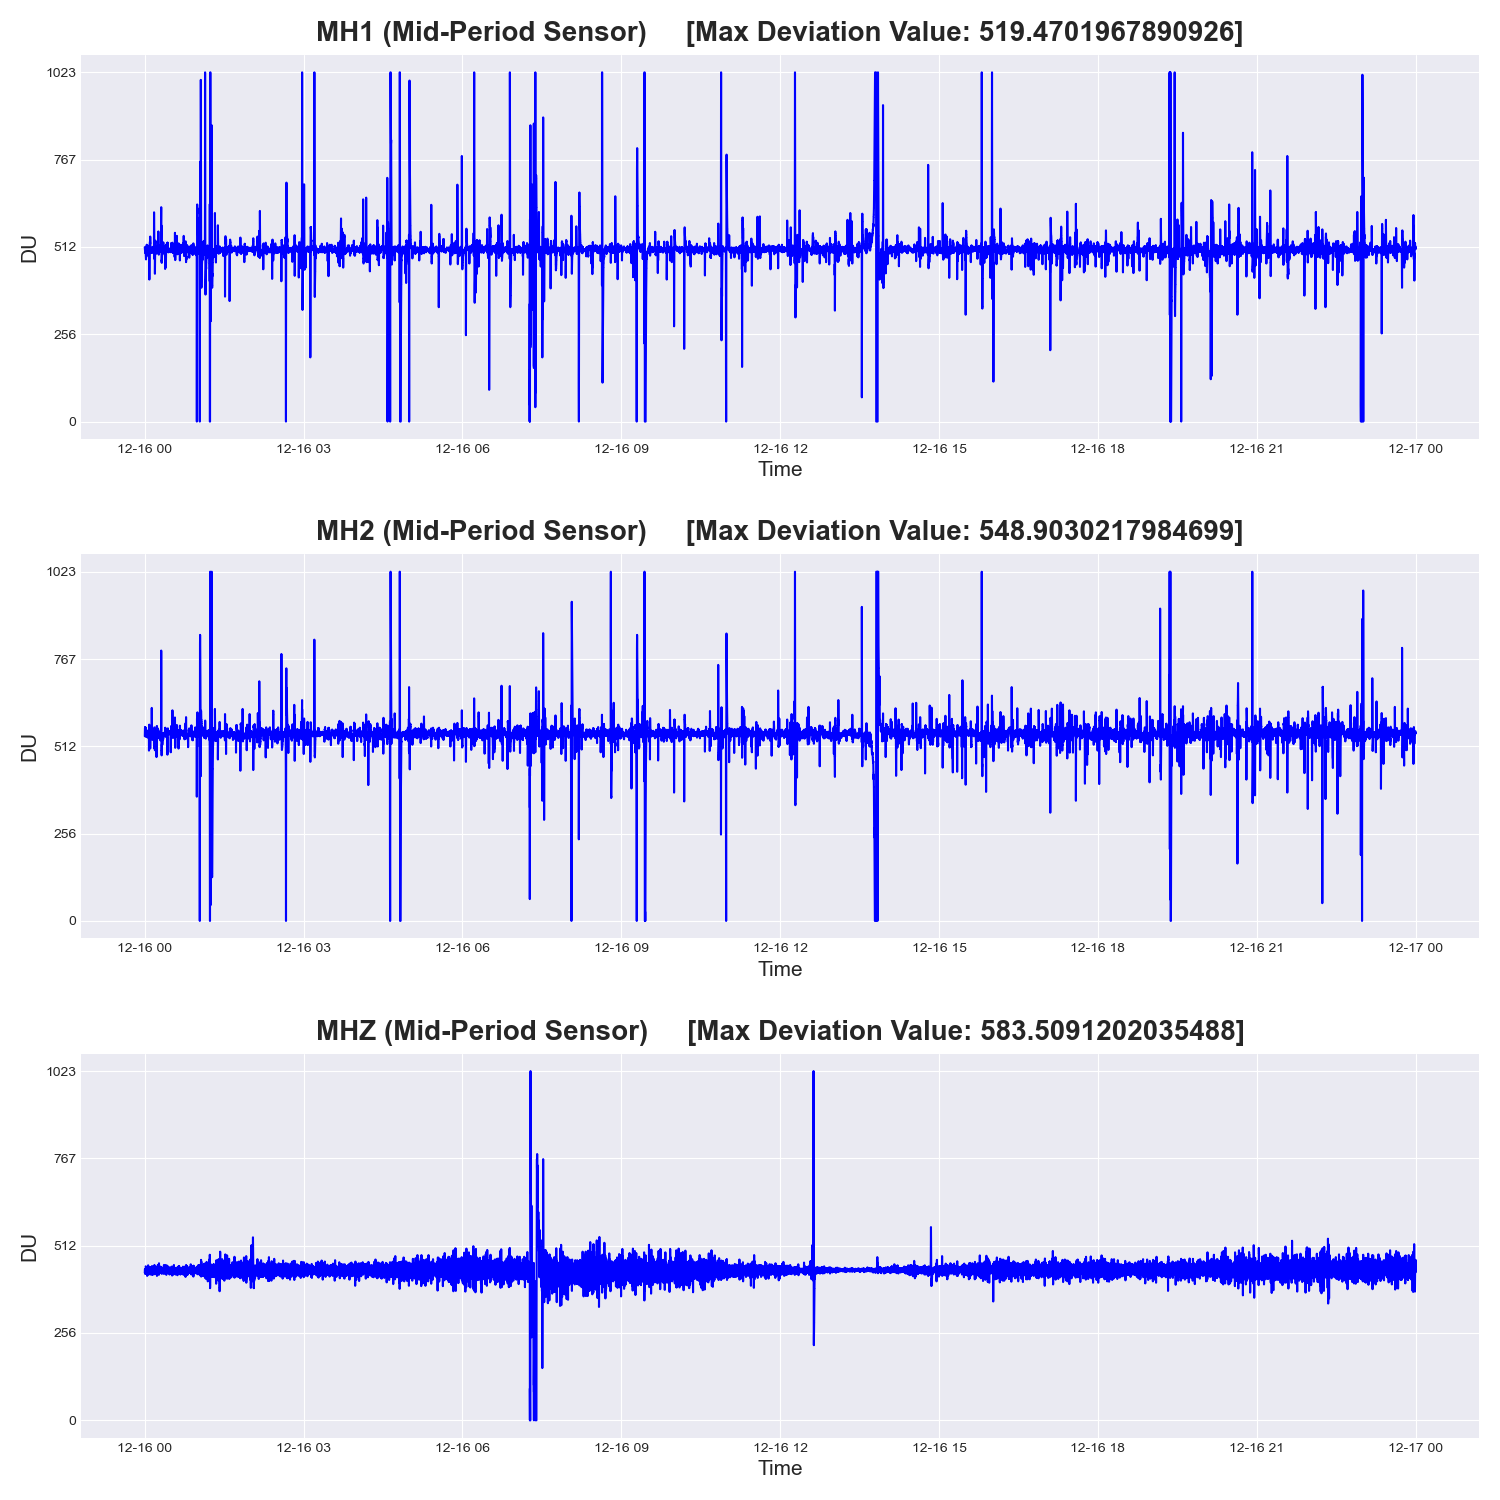 MH1 (Mid-Period Sensor) [Max Deviation Value: 519.4701967890926]
1023
767
512
256
0
DU
12-16 00 12-16 03 12-16 06 12-16 09 12-16 12 12-16 15 12-16 18 12-16 21 12-17 00
Time
MH2 (Mid-Period Sensor) [Max Deviation Value: 548.9030217984699]
1023
767
512
256
0
DU
12-16 00 12-16 03 12-16 06 12-16 09 12-16 12 12-16 15 12-16 18 12-16 21 12-17 00
Time
MHZ (Mid-Period Sensor) [Max Deviation Value: 583.5091202035488]
1023
767
512
256
0
DU
12-16 00 12-16 03 12-16 06 12-16 09 12-16 12 12-16 15 12-16 18 12-16 21 12-17 00
Time